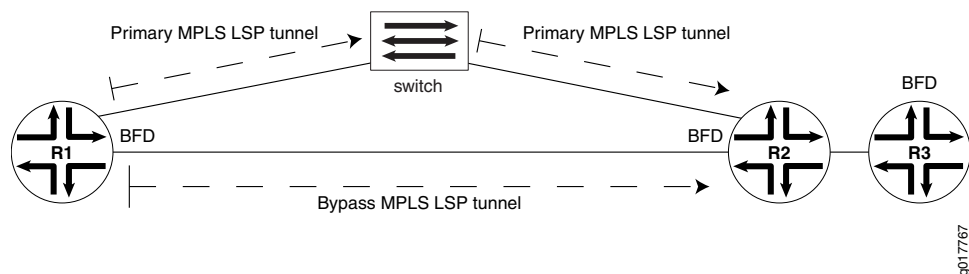 Primary MPLS LSP tunnel
Primary MPLS LSP tunnel
switch
BFD
R1
BFD
BFD
R2
R3
Bypass MPLS LSP tunnel
g017767